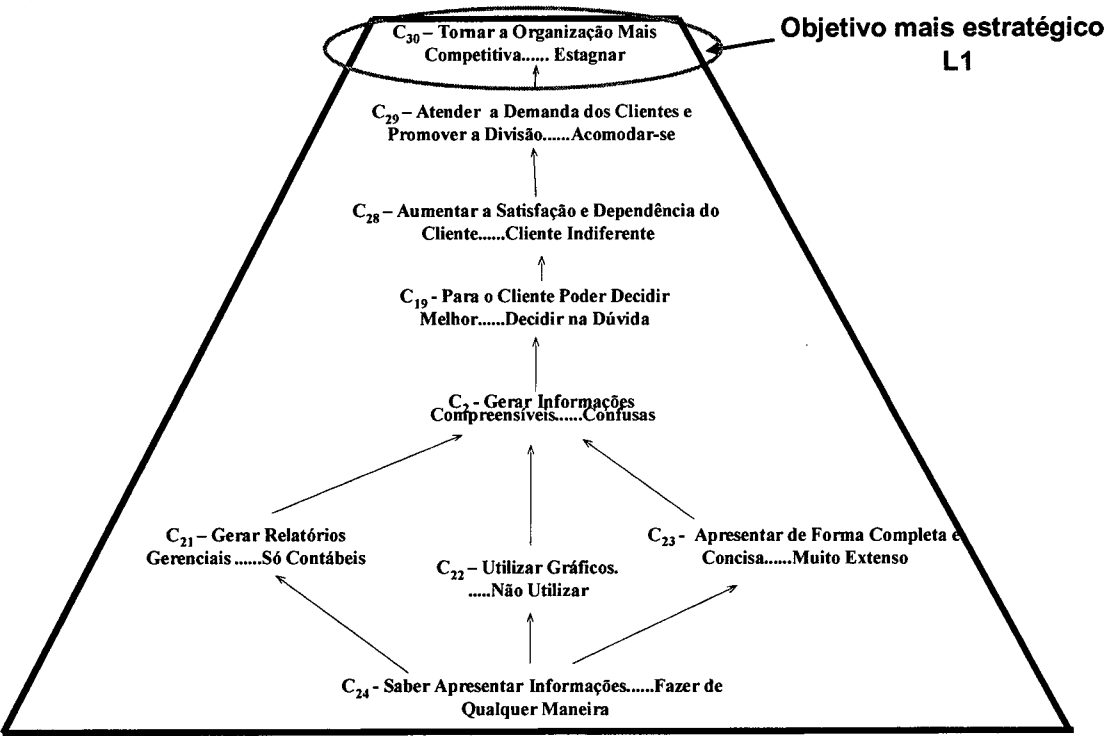 C30 – Tornar a Organização Mais
Competitiva...... Estagnar
Objetivo mais estratégico
L1
C29 – Atender a Demanda dos Clientes e
Promover a Divisão......Acomodar-se
C28 – Aumentar a Satisfação e Dependência do
Cliente......Cliente Indiferente
C19 - Para o Cliente Poder Decidir
Melhor......Decidir na Dúvida
C2 - Gerar Informações
Compreensíveis......Confusas
C21 – Gerar Relatórios
Gerenciais ......Só Contábeis
C22 – Utilizar Gráficos.
.....Não Utilizar
C23 - Apresentar de Forma Completa e
Concisa......Muito Extenso
C24 - Saber Apresentar Informações......Fazer de
Qualquer Maneira